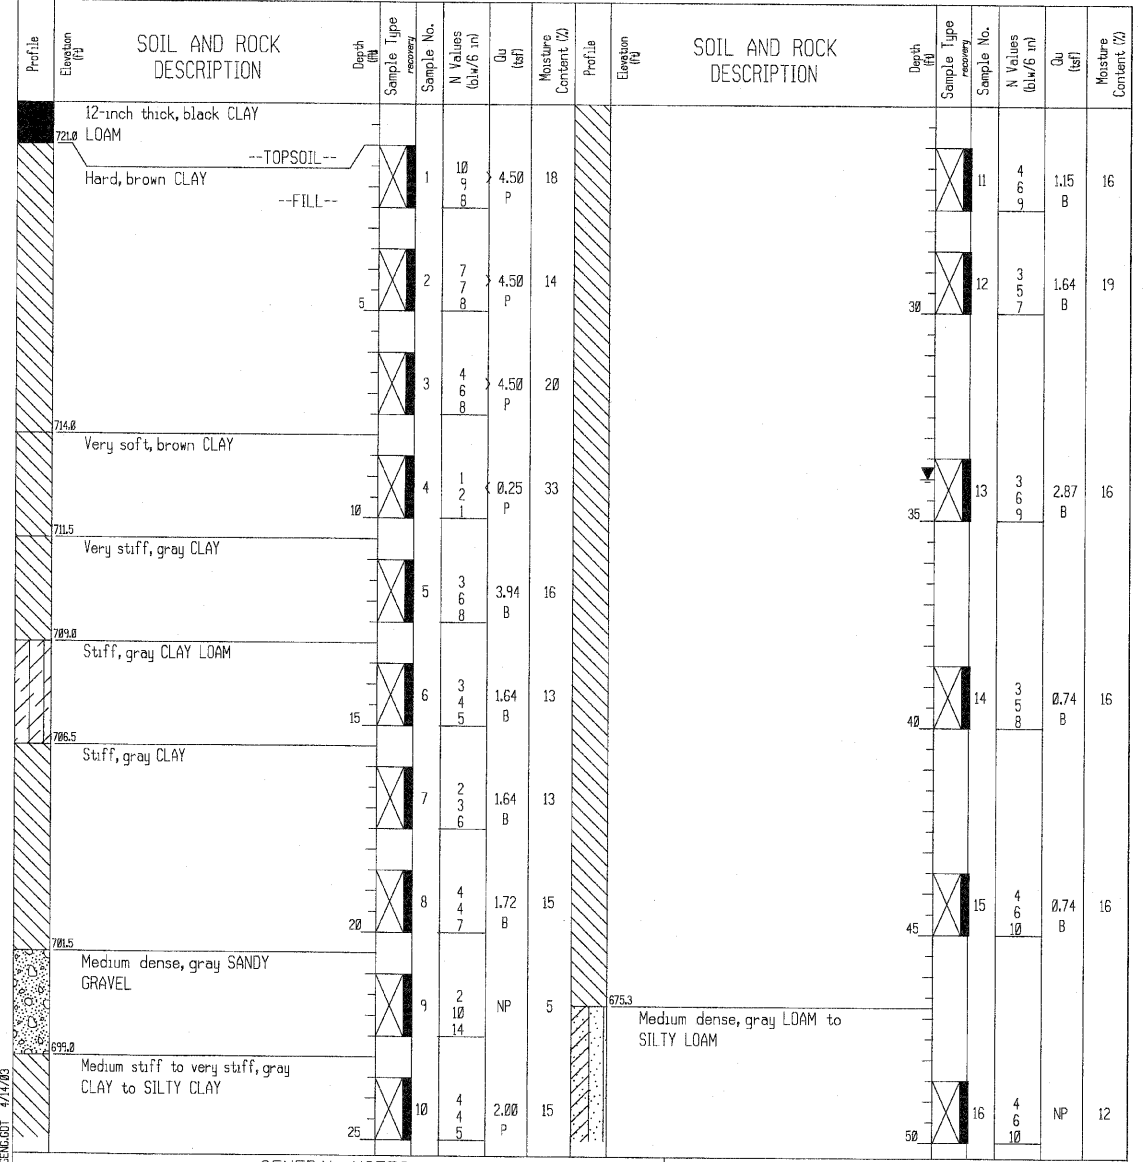 Profile
Elevation (ft)
SOIL AND ROCK
DESCRIPTION
Depth (ft)
Sample Type
recovery
Sample No.
N Values (blw/6 in)
Qu (tsf)
Moisture Content (%)
Profile
Elevation (ft)
SOIL AND ROCK
DESCRIPTION
Depth (ft)
Sample Type
recovery
Sample No.
N Values (blw/6 in)
Qu (tsf)
Moisture Content (%)
12-inch thick, black CLAY
721.0 LOAM
--TOPSOIL--
Hard, brown CLAY
--FILL--
1 10 9 8 > 4.50 P 18
2 7 7 8 > 4.50 P 14
5
3 4 6 8 > 4.50 P 20
714.0
Very soft, brown CLAY
4 1 2 1 < 0.25 P 33
10
711.5
Very stiff, gray CLAY
5 3 6 8 3.94 B 16
709.0
Stiff, gray CLAY LOAM
6 3 4 5 1.64 B 13
15
706.5
Stiff, gray CLAY
7 2 3 6 1.64 B 13
8 4 4 7 1.72 B 15
20
701.5
Medium dense, gray SANDY
GRAVEL
9 2 10 14 NP 5
699.0
Medium stiff to very stiff, gray
CLAY to SILTY CLAY
10 4 4 5 2.00 P 15
25
11 4 6 9 1.15 B 16
12 3 5 7 1.64 B 19
30
13 3 6 9 2.87 B 16
35
14 3 5 8 0.74 B 16
40
15 4 6 10 0.74 B 16
45
675.3
Medium dense, gray LOAM to
SILTY LOAM
16 4 6 10 NP 12
50
4/14/03